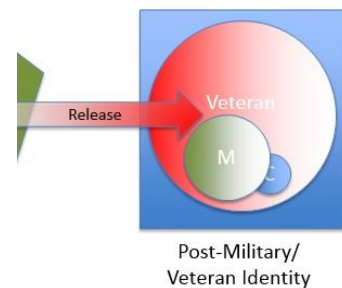 Veteran
Release
M
C
Post-Military/
Veteran Identity